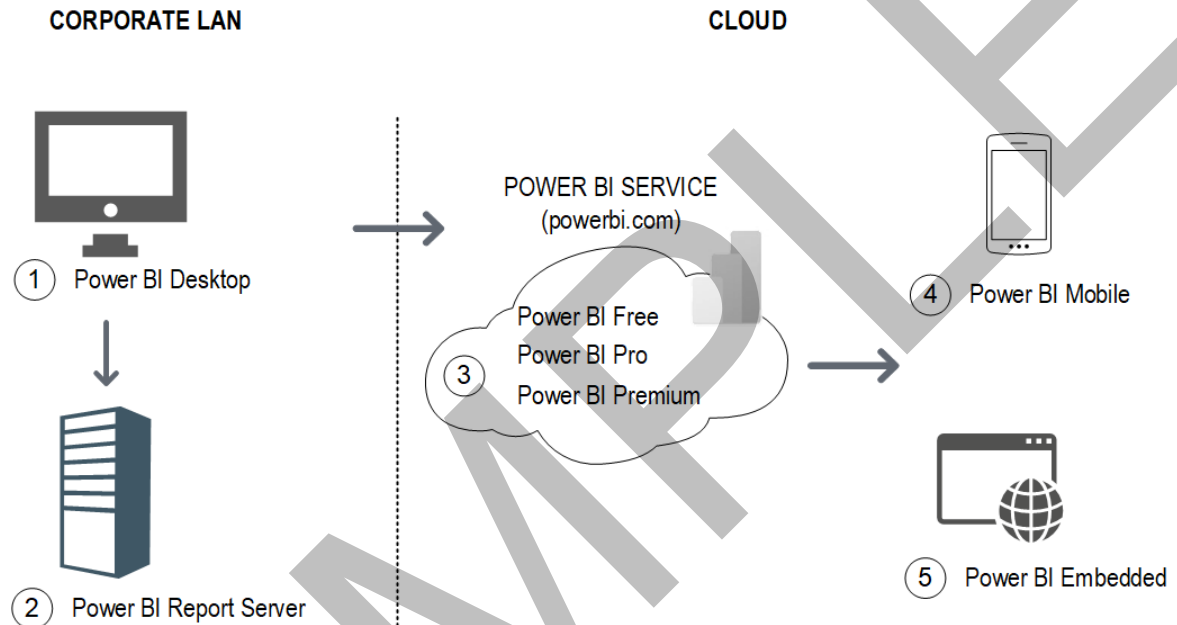 CORPORATE LAN
CLOUD
POWER BI SERVICE
(powerbi.com)
1 Power BI Desktop
Power BI Free
Power BI Pro
3
Power BI Premium
4 Power BI Mobile
2 Power BI Report Server
5 Power BI Embedded
MPLE